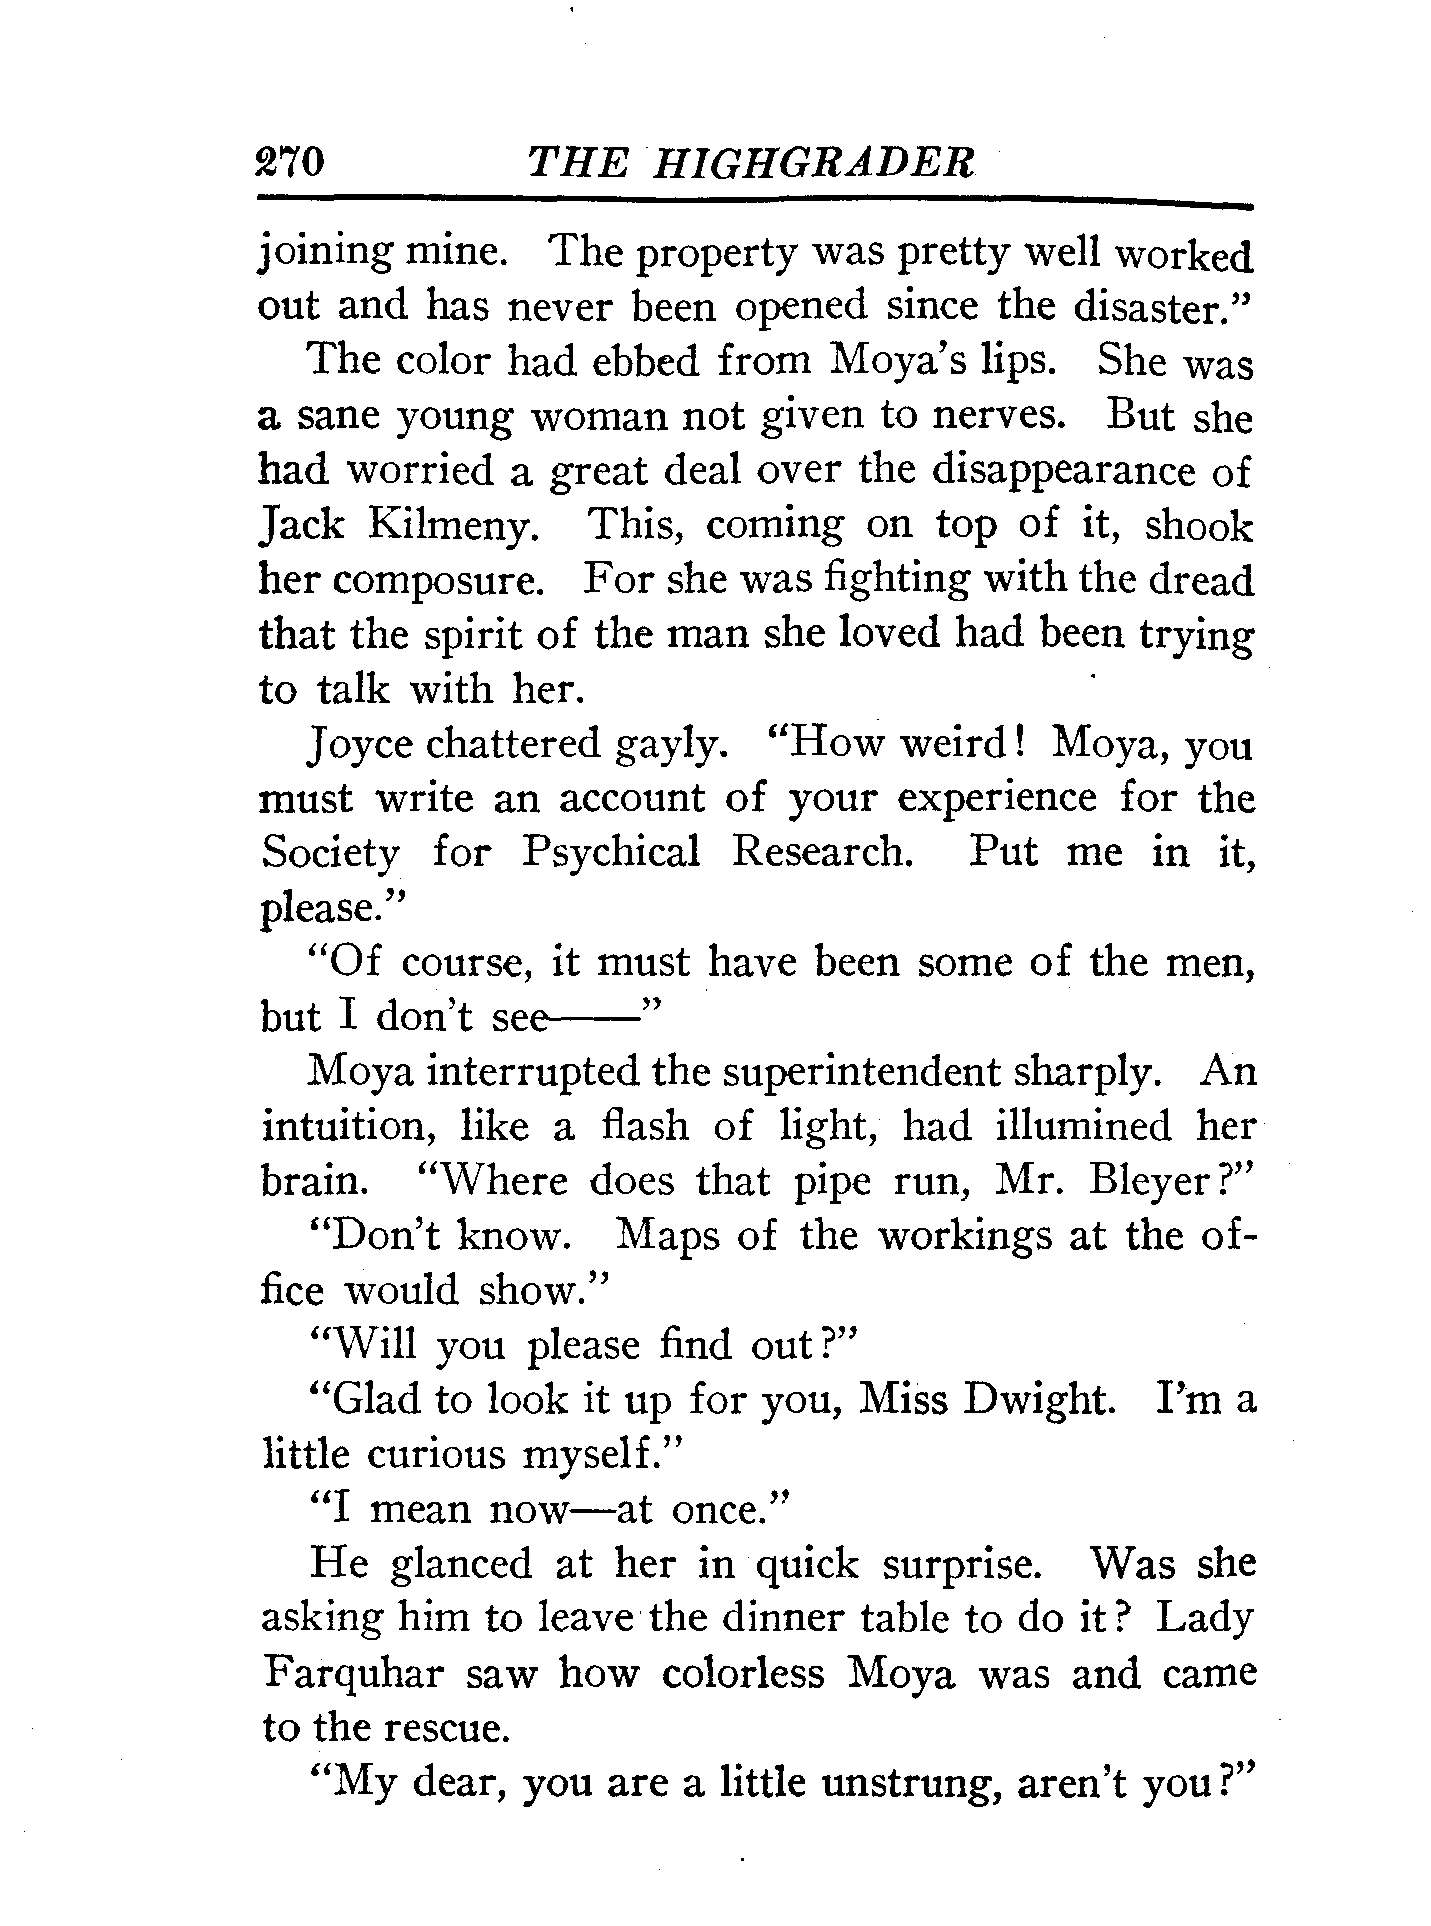 270 THE HIGHGRADER
joining mine. The property was pretty well worked
out and has never been opened since the disaster.”
The color had ebbed from Moya’s lips. She was
a sane young woman not given to nerves. But she
had worried a great deal over the disappearance of
Jack Kilmeny. This, coming on top of it, shook
her composure. For she was fighting with the dread
that the spirit of the man she loved had been trying
to talk with her.
Joyce chattered gayly. “How weird! Moya, you
must write an account of your experience for the
Society for Psychical Research. Put me in it,
please.”
“Of course, it must have been some of the men,
but I don’t see——”
Moya interrupted the superintendent sharply. An
intuition, like a flash of light, had illumined her
brain. “Where does that pipe run, Mr. Bleyer?”
“Don’t know. Maps of the workings at the of-
fice would show.”
“Will you please find out?”
“Glad to look it up for you, Miss Dwight. I’m a
little curious myself.”
“I mean now—at once.”
He glanced at her in quick surprise. Was she
asking him to leave the dinner table to do it? Lady
Farquhar saw how colorless Moya was and came
to the rescue.
“My dear, you are a little unstrung, aren’t you?”